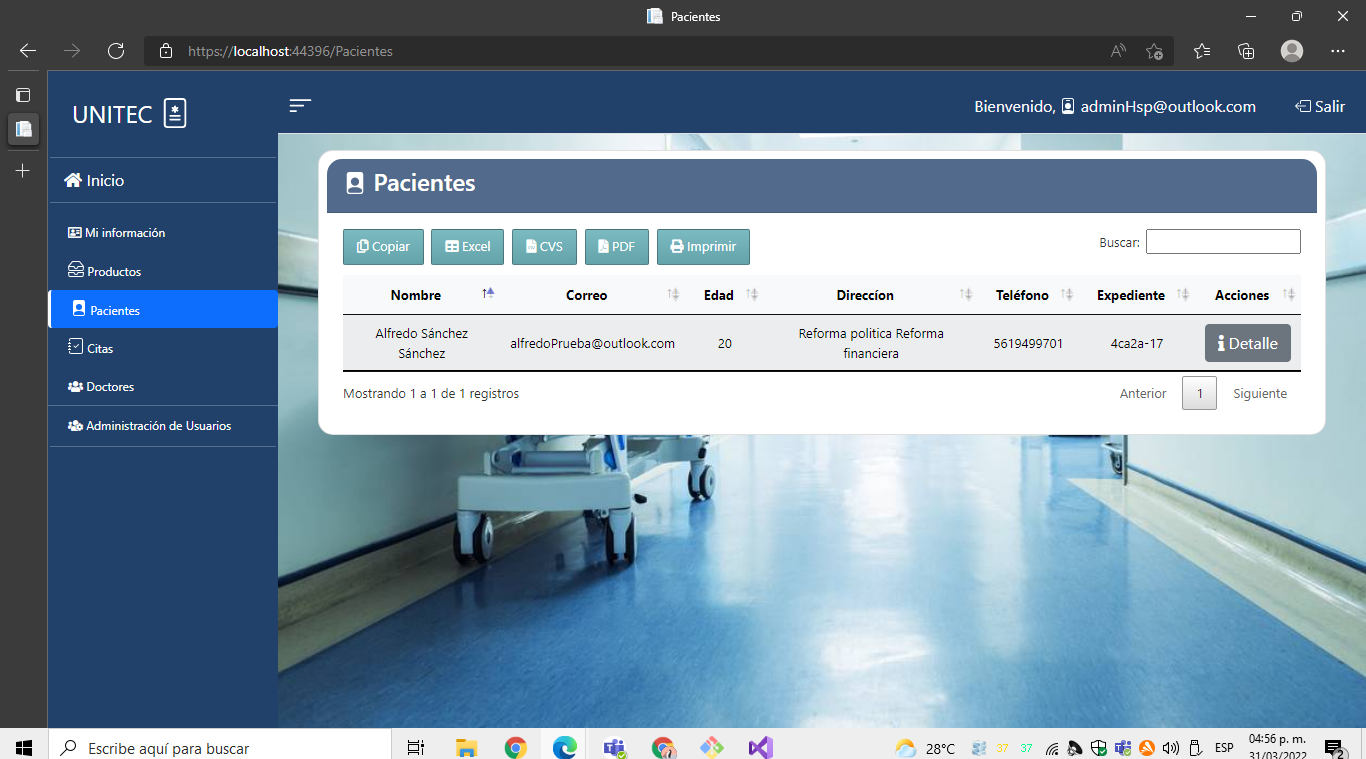 Pacientes
https://localhost:44396/Pacientes
UNITEC
Bienvenido, adminHsp@outlook.com
Salir
Inicio
Mi información
Productos
Pacientes
Citas
Doctores
Administración de Usuarios
Pacientes
Copiar
Excel
CVS
PDF
Imprimir
Buscar:
Nombre Correo Edad Direccíon Teléfono Expediente Acciones
Alfredo Sánchez
Sánchez
alfredoPrueba@outlook.com
20
Reforma politica Reforma
financiera
5619499701
4ca2a-17
Detalle
Mostrando 1 a 1 de 1 registros
Anterior 1 Siguiente
Escribe aquí para buscar
28°C
37
37
ESP
04:56 p. m.
31/03/2022
2